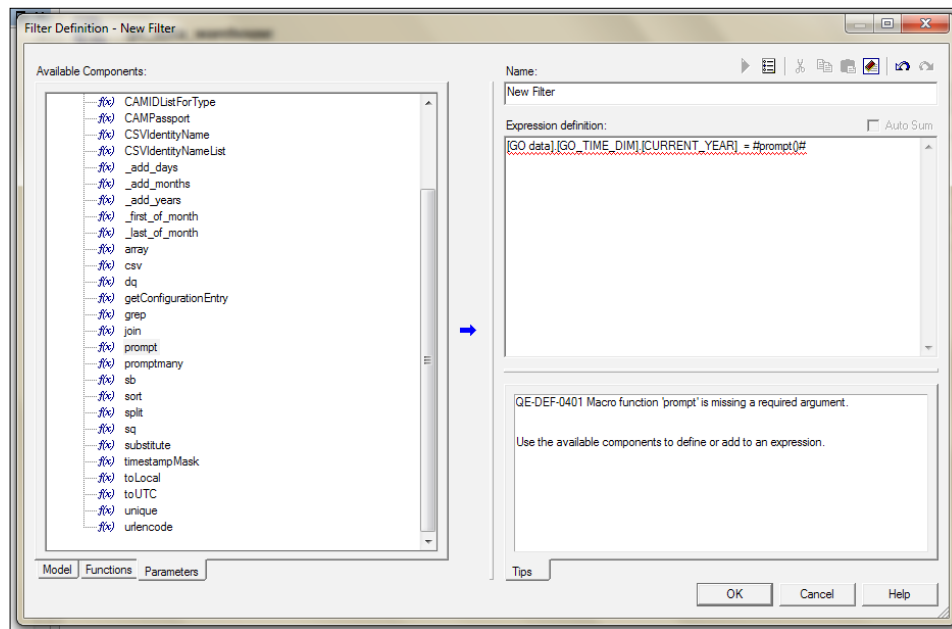 Filter Definition - New Filter
Available Components:
f(x) CAMIDListForType
f(x) CAMPassport
f(x) CSVIdentityName
f(x) CSVIdentityNameList
f(x) _add_days
f(x) _add_months
f(x) _add_years
f(x) _first_of_month
f(x) _last_of_month
f(x) array
f(x) csv
f(x) dq
f(x) getConfigurationEntry
f(x) grep
f(x) join
f(x) prompt
f(x) promptmany
f(x) sb
f(x) sort
f(x) split
f(x) sq
f(x) substitute
f(x) timestampMask
f(x) toLocal
f(x) toUTC
f(x) unique
f(x) urlencode
Model Functions Parameters
Name:
New Filter
Expression definition:
Auto Sum
[GO data].[GO_TIME_DIM].[CURRENT_YEAR] = #prompt()#
QE-DEF-0401 Macro function 'prompt' is missing a required argument.
Use the available components to define or add to an expression.
Tips
OK Cancel Help